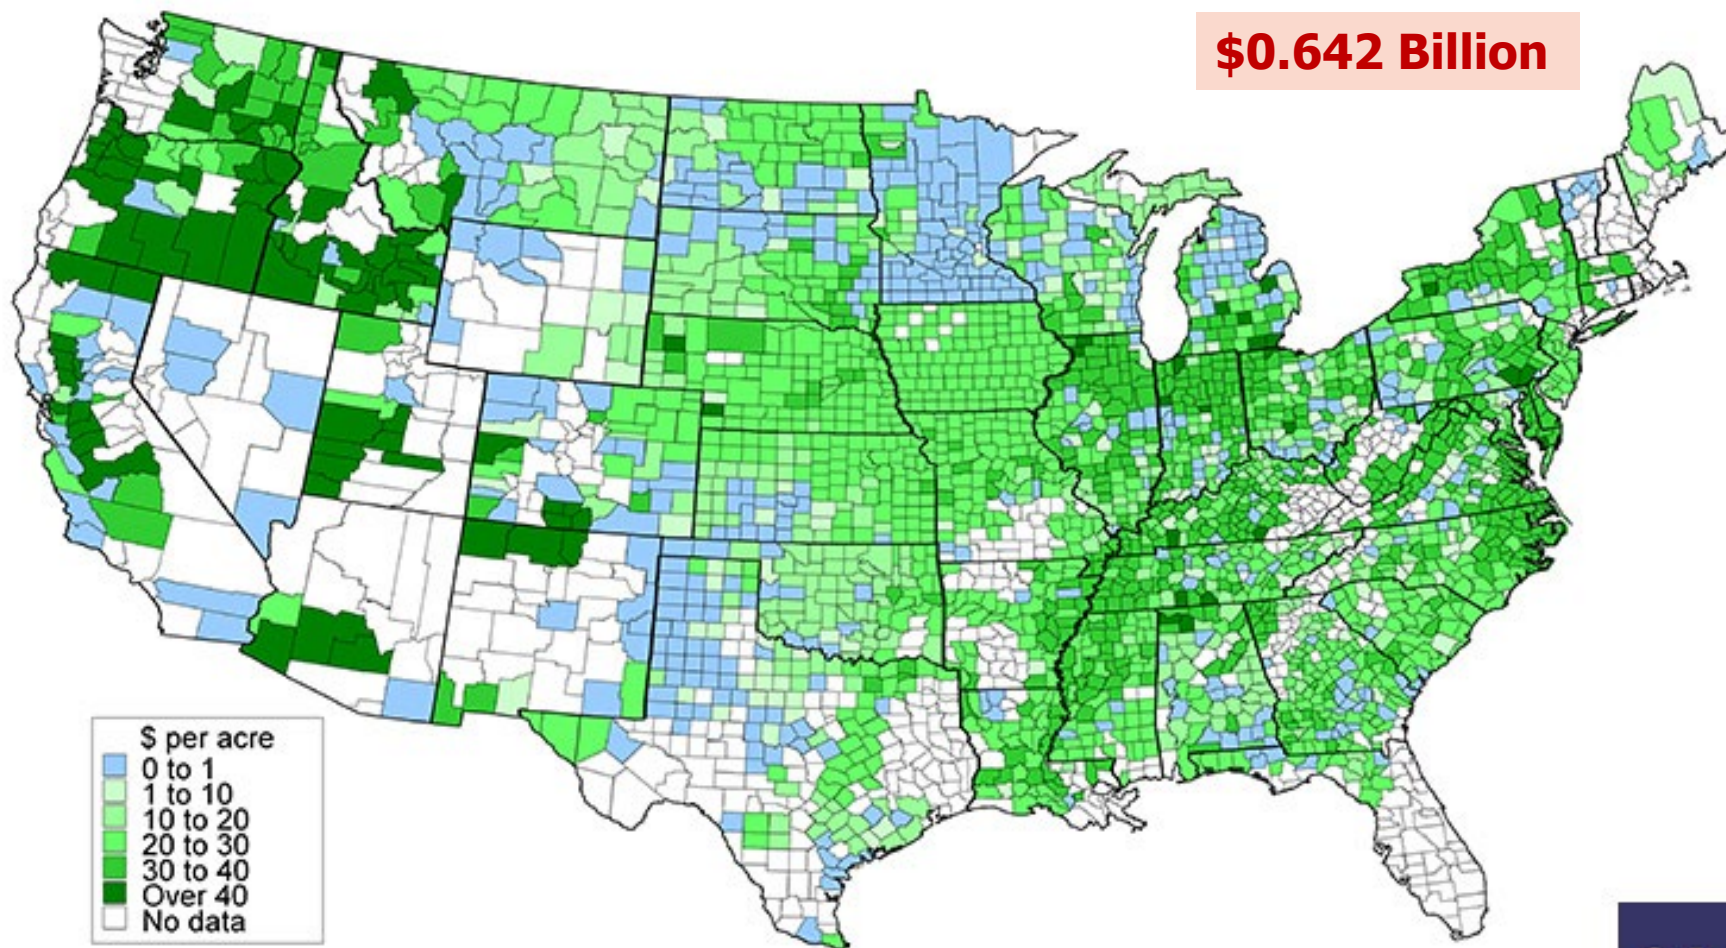 $0.642 Billion
$ per acre
0 to 1
1 to 10
10 to 20
20 to 30
30 to 40
Over 40
No data